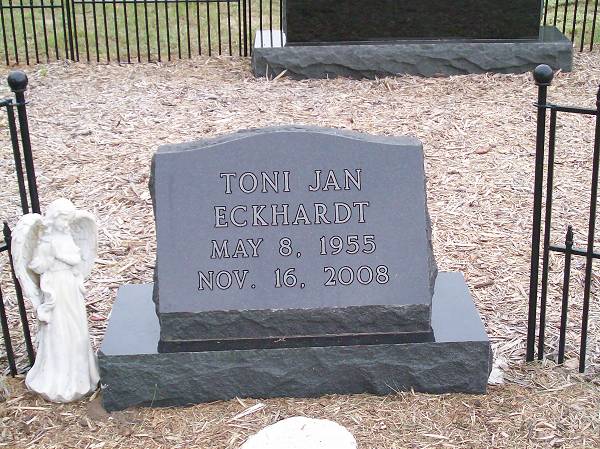 TONI JAN
ECKHARDT
MAY 8, 1955
NOV. 16, 2008